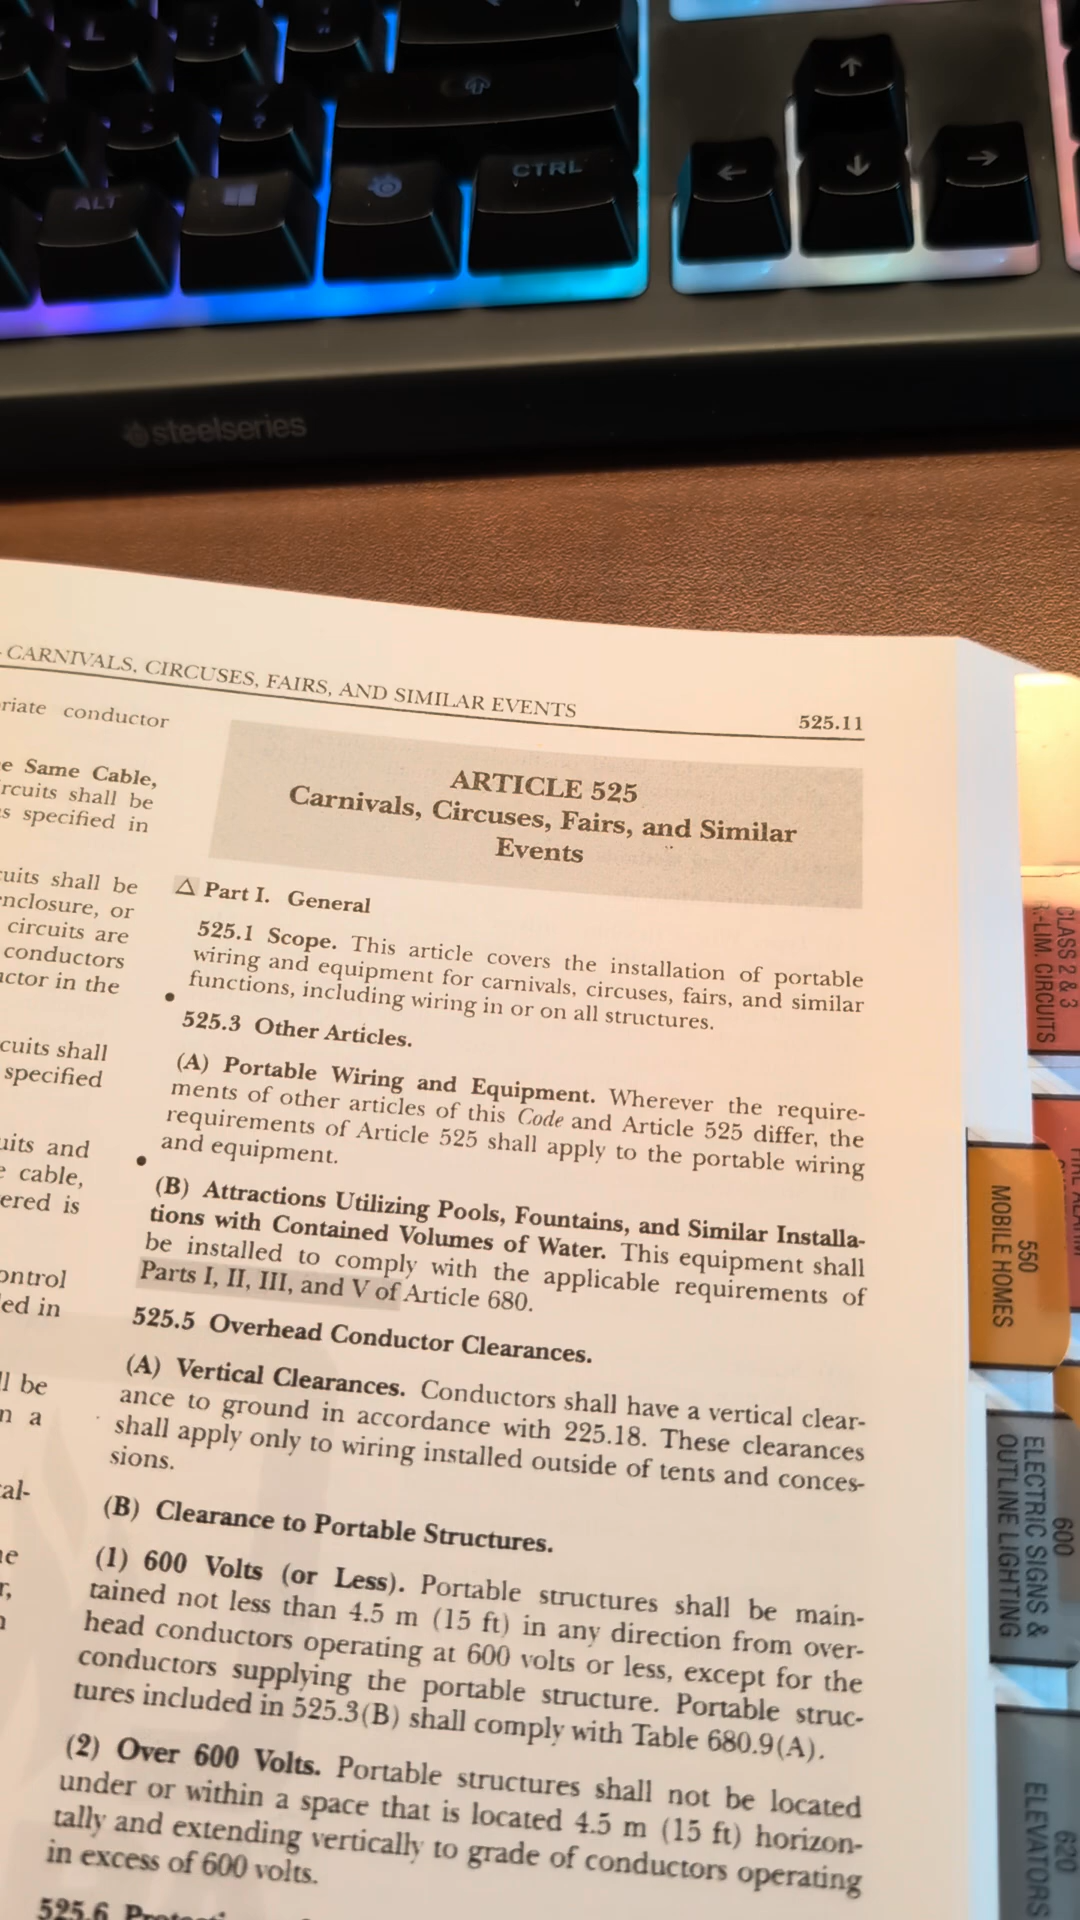 L
:
;
"
<
>
?
ALT
CTRL
steelseries
CARNIVALS, CIRCUSES, FAIRS, AND SIMILAR EVENTS
525.11
riate conductor
e Same Cable,
rcuits shall be
s specified in
cuits shall be
enclosure, or
circuits are
conductors
actor in the
cuits shall
specified
uits and
e cable,
ered is
ontrol
led in
ll be
n a
al-
ne
r,
ARTICLE 525
Carnivals, Circuses, Fairs, and Similar
Events
Δ Part I. General
525.1 Scope. This article covers the installation of portable
wiring and equipment for carnivals, circuses, fairs, and similar
functions, including wiring in or on all structures.
• 525.3 Other Articles.
(A) Portable Wiring and Equipment. Wherever the require-
ments of other articles of this Code and Article 525 differ, the
requirements of Article 525 shall apply to the portable wiring
and equipment.
• (B) Attractions Utilizing Pools, Fountains, and Similar Installa-
tions with Contained Volumes of Water. This equipment shall
be installed to comply with the applicable requirements of
Parts I, II, III, and V of Article 680.
525.5 Overhead Conductor Clearances.
(A) Vertical Clearances. Conductors shall have a vertical clear-
ance to ground in accordance with 225.18. These clearances
shall apply only to wiring installed outside of tents and conces-
sions.
(B) Clearance to Portable Structures.
(1) 600 Volts (or Less). Portable structures shall be main-
tained not less than 4.5 m (15 ft) in any direction from over-
head conductors operating at 600 volts or less, except for the
conductors supplying the portable structure. Portable struc-
tures included in 525.3(B) shall comply with Table 680.9(A).
(2) Over 600 Volts. Portable structures shall not be located
under or within a space that is located 4.5 m (15 ft) horizon-
tally and extending vertically to grade of conductors operating
in excess of 600 volts.
525.6
CLASS 2 & 3
R.-LIM. CIRCUITS
550
MOBILE HOMES
600
ELECTRIC SIGNS &
OUTLINE LIGHTING
620
ELEVATORS